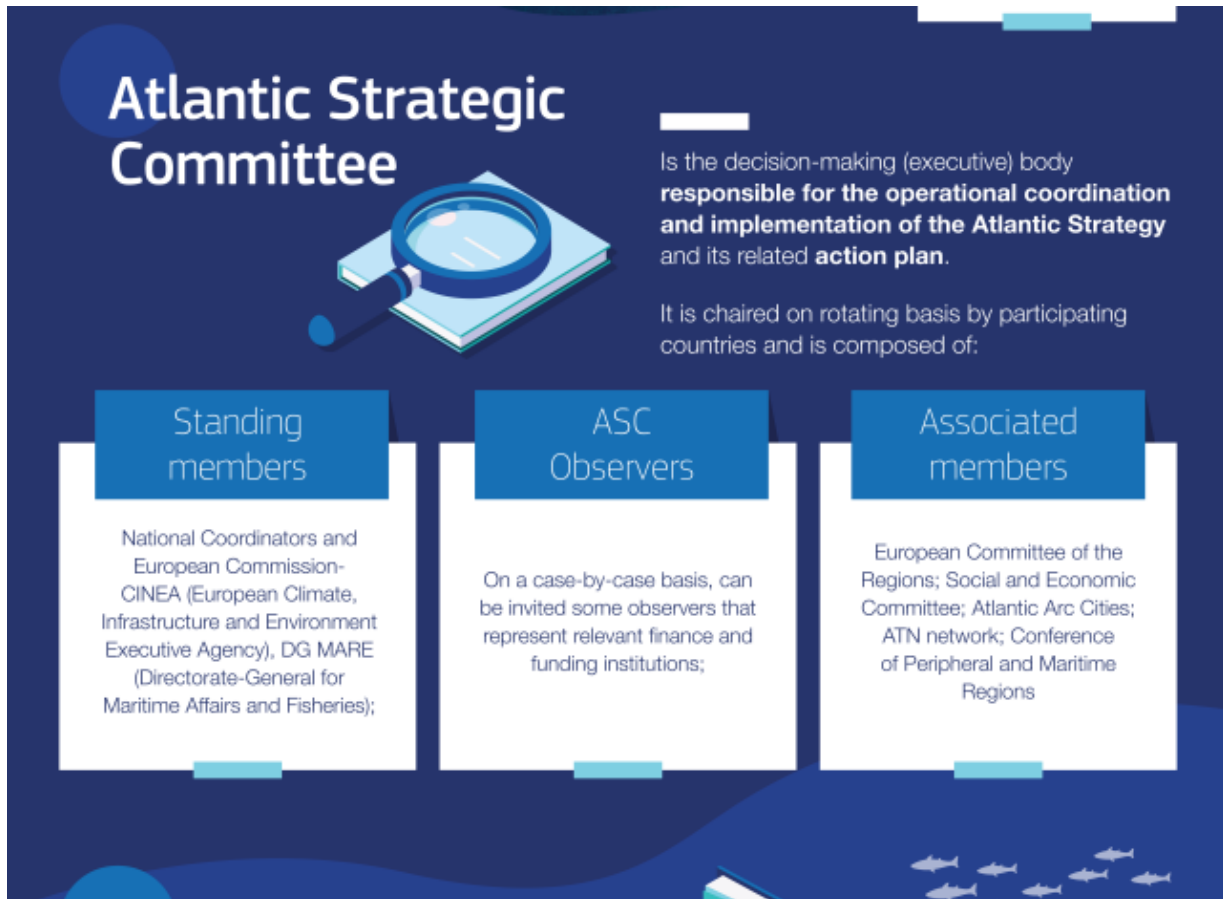 Atlantic Strategic
Committee
Is the decision-making (executive) body
responsible for the operational coordination
and implementation of the Atlantic Strategy
and its related action plan.
It is chaired on rotating basis by participating
countries and is composed of:
Standing
members
National Coordinators and
European Commission-
CINEA (European Climate,
Infrastructure and Environment
Executive Agency), DG MARE
(Directorate-General for
Maritime Affairs and Fisheries);
ASC
Observers
On a case-by-case basis, can
be invited some observers that
represent relevant finance and
funding institutions;
Associated
members
European Committee of the
Regions; Social and Economic
Committee; Atlantic Arc Cities;
ATN network; Conference
of Peripheral and Maritime
Regions